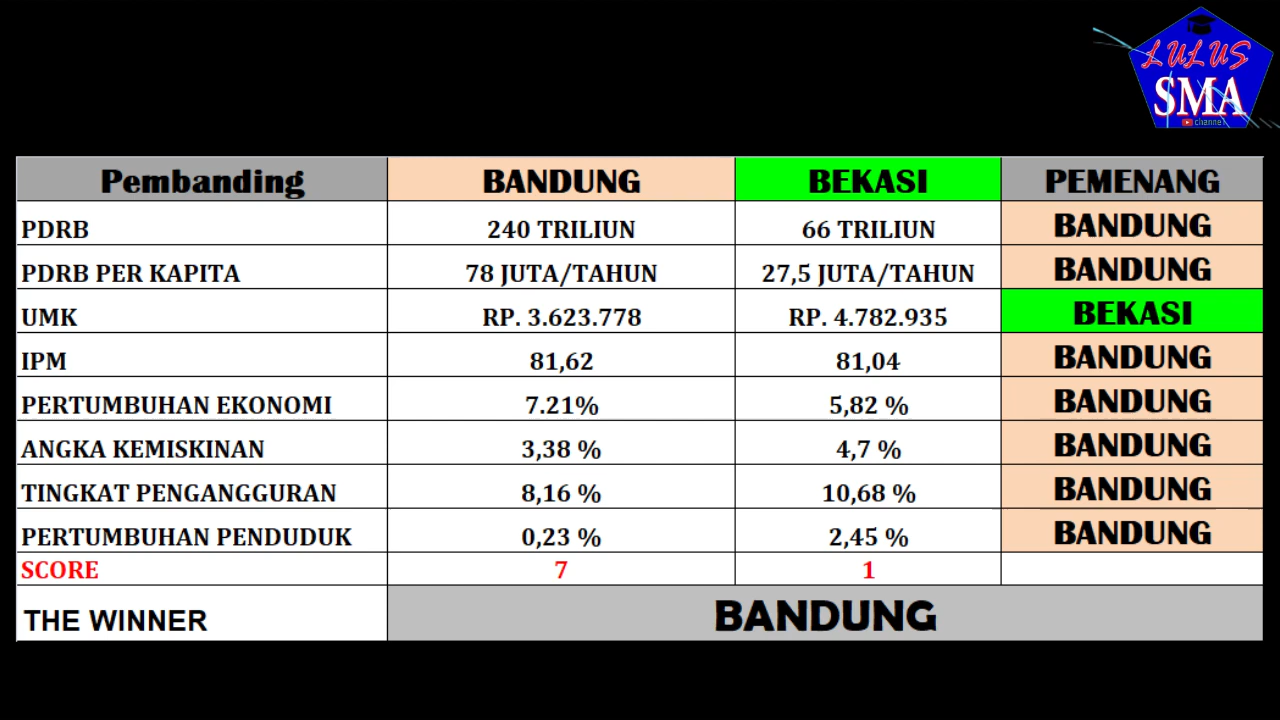 LULUS
SMA
channel
Pembanding BANDUNG BEKASI PEMENANG
PDRB 240 TRILIUN 66 TRILIUN BANDUNG
PDRB PER KAPITA 78 JUTA/TAHUN 27,5 JUTA/TAHUN BANDUNG
UMK RP. 3.623.778 RP. 4.782.935 BEKASI
IPM 81,62 81,04 BANDUNG
PERTUMBUHAN EKONOMI 7.21% 5,82 % BANDUNG
ANGKA KEMISKINAN 3,38 % 4,7 % BANDUNG
TINGKAT PENGANGGURAN 8,16 % 10,68 % BANDUNG
PERTUMBUHAN PENDUDUK 0,23 % 2,45 % BANDUNG
SCORE 7 1
THE WINNER BANDUNG